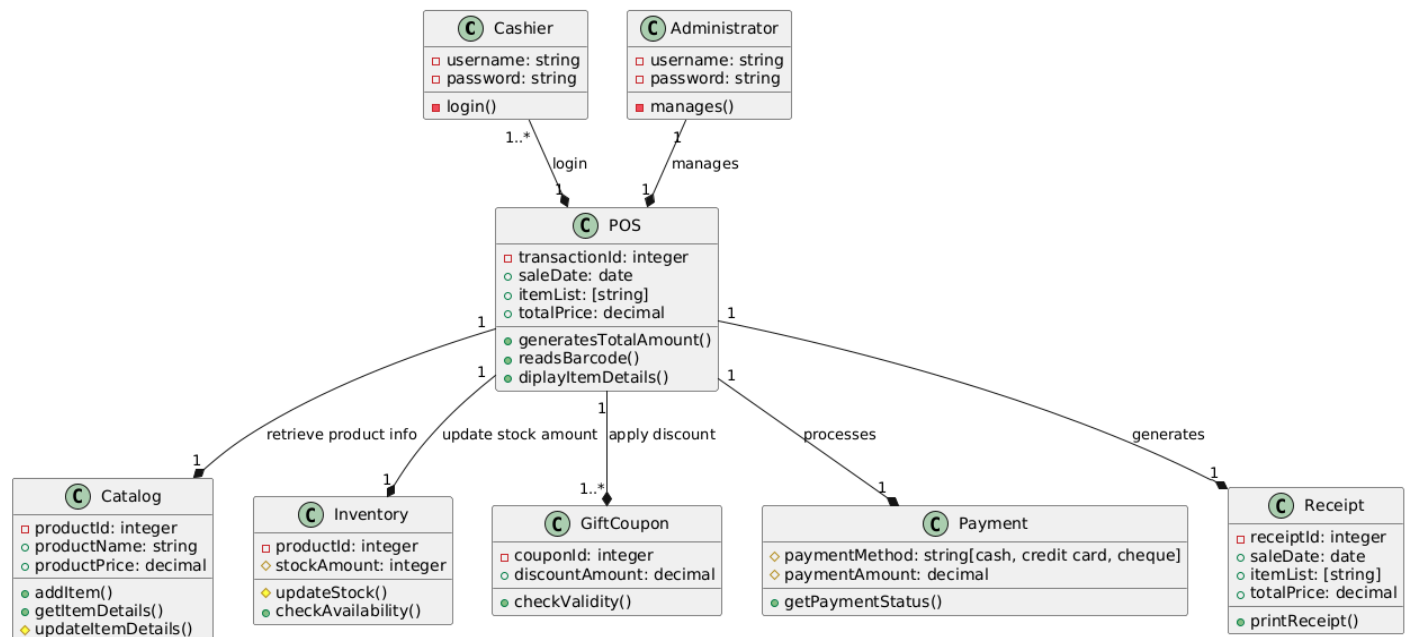 C Cashier
username: string
password: string
login()
C Administrator
username: string
password: string
manages()
1..*
login
1
1
manages
1
C POS
transactionId: integer
saleDate: date
itemList: [string]
totalPrice: decimal
generatesTotalAmount()
readsBarcode()
diplayItemDetails()
1
retrieve product info
1
1
update stock amount
1
1
apply discount
1..*
1
processes
1
1
generates
1
C Catalog
productId: integer
productName: string
productPrice: decimal
addItem()
getItemDetails()
updateItemDetails()
C Inventory
productId: integer
stockAmount: integer
updateStock()
checkAvailability()
C GiftCoupon
couponId: integer
discountAmount: decimal
checkValidity()
C Payment
paymentMethod: string[cash, credit card, cheque]
paymentAmount: decimal
getPaymentStatus()
C Receipt
receiptId: integer
saleDate: date
itemList: [string]
totalPrice: decimal
printReceipt()